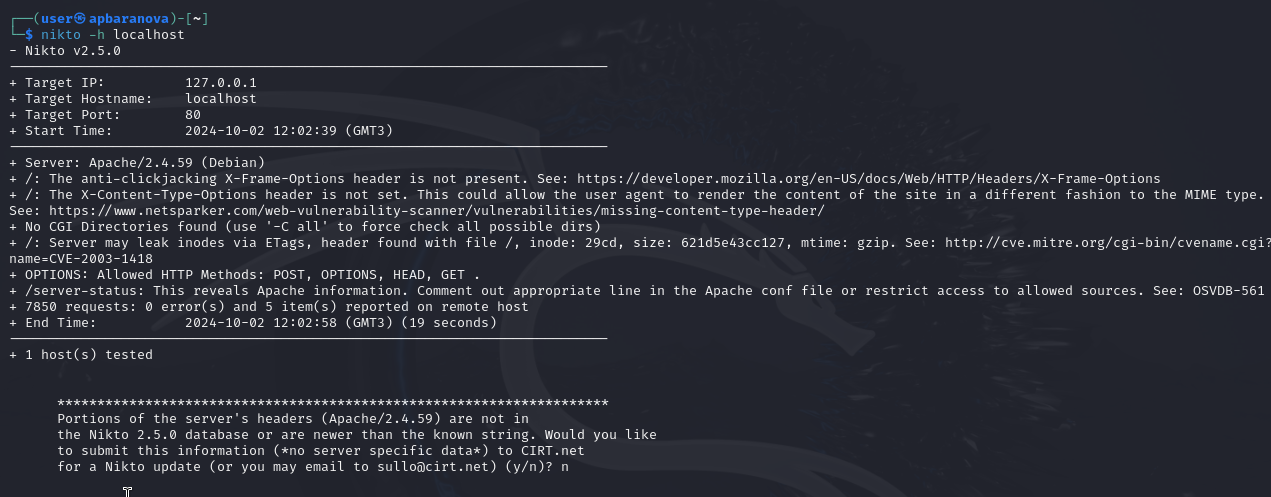 ┌──(user㉿apbaranova)-[~]
└─$ nikto -h localhost
- Nikto v2.5.0
---------------------------------------------------------------------------
+ Target IP:          127.0.0.1
+ Target Hostname:    localhost
+ Target Port:        80
+ Start Time:         2024-10-02 12:02:39 (GMT3)
---------------------------------------------------------------------------
+ Server: Apache/2.4.59 (Debian)
+ /: The anti-clickjacking X-Frame-Options header is not present. See: https://developer.mozilla.org/en-US/docs/Web/HTTP/Headers/X-Frame-Options
+ /: The X-Content-Type-Options header is not set. This could allow the user agent to render the content of the site in a different fashion to the MIME type.
See: https://www.netsparker.com/web-vulnerability-scanner/vulnerabilities/missing-content-type-header/
+ No CGI Directories found (use '-C all' to force check all possible dirs)
+ /: Server may leak inodes via ETags, header found with file /, inode: 29cd, size: 621d5e43cc127, mtime: gzip. See: http://cve.mitre.org/cgi-bin/cvename.cgi?
name=CVE-2003-1418
+ OPTIONS: Allowed HTTP Methods: POST, OPTIONS, HEAD, GET .
+ /server-status: This reveals Apache information. Comment out appropriate line in the Apache conf file or restrict access to allowed sources. See: OSVDB-561
+ 7850 requests: 0 error(s) and 5 item(s) reported on remote host
+ End Time:           2024-10-02 12:02:58 (GMT3) (19 seconds)
---------------------------------------------------------------------------
+ 1 host(s) tested
*********************************************************************
Portions of the server's headers (Apache/2.4.59) are not in
the Nikto 2.5.0 database or are newer than the known string. Would you like
to submit this information (*no server specific data*) to CIRT.net
for a Nikto update (or you may email to sullo@cirt.net) (y/n)? n